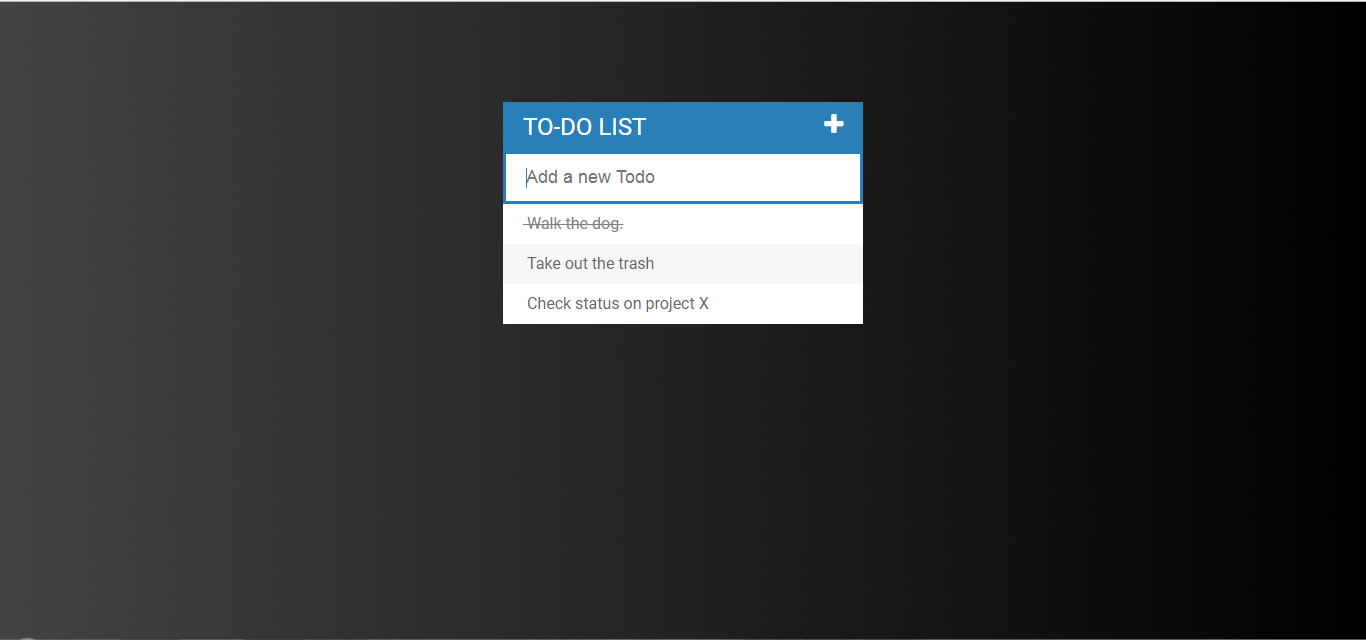 TO-DO LIST
Add a new Todo
Walk the dog.
Take out the trash
Check status on project X